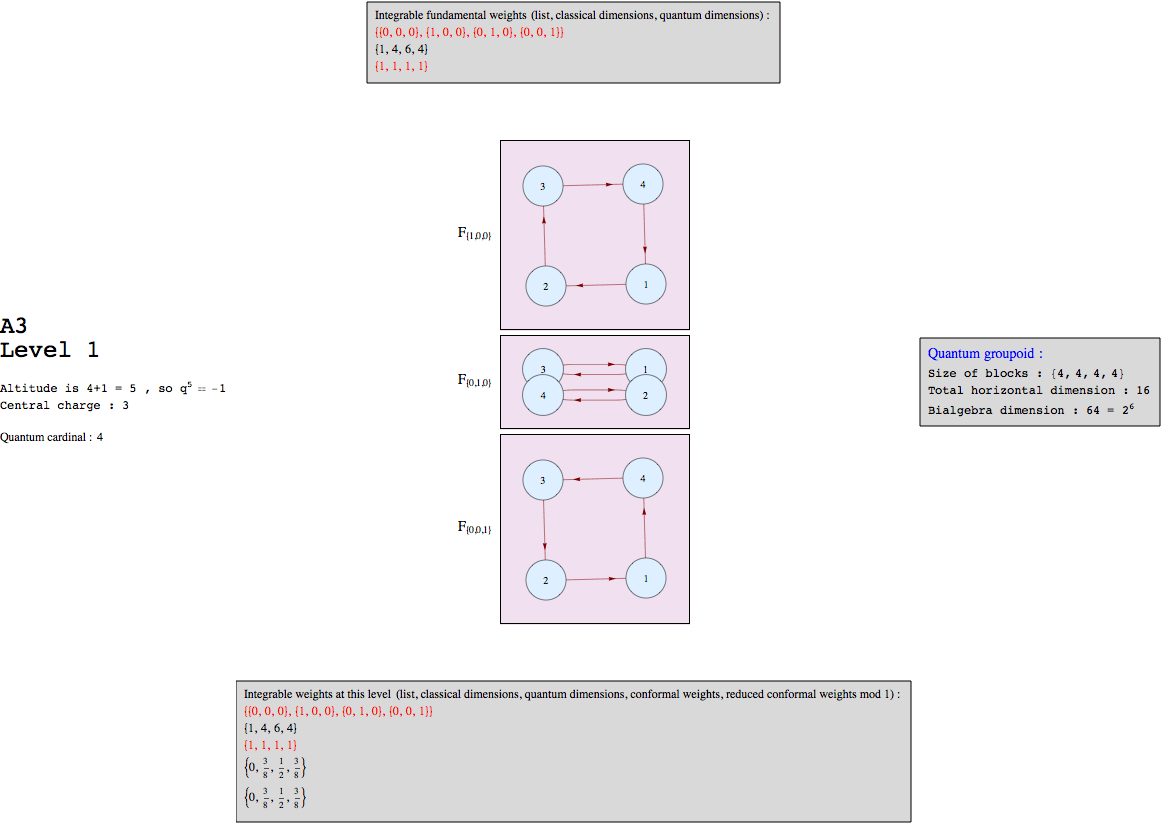 Integrable fundamental weights (list, classical dimensions, quantum dimensions) :
{{0, 0, 0}, {1, 0, 0}, {0, 1, 0}, {0, 0, 1}}
{1, 4, 6, 4}
{1, 1, 1, 1}
A3
Level 1
Altitude is 4+1 = 5 , so q^5 == -1
Central charge : 3
Quantum cardinal : 4
F_{1,0,0}
3
4
2
1
F_{0,1,0}
3
1
4
2
F_{0,0,1}
3
4
2
1
Quantum groupoid :
Size of blocks : {4, 4, 4, 4}
Total horizontal dimension : 16
Bialgebra dimension : 64 = 2^6
Integrable weights at this level (list, classical dimensions, quantum dimensions, conformal weights, reduced conformal weights mod 1) :
{{0, 0, 0}, {1, 0, 0}, {0, 1, 0}, {0, 0, 1}}
{1, 4, 6, 4}
{1, 1, 1, 1}
{0, 3/8, 1/2, 3/8}
{0, 3/8, 1/2, 3/8}